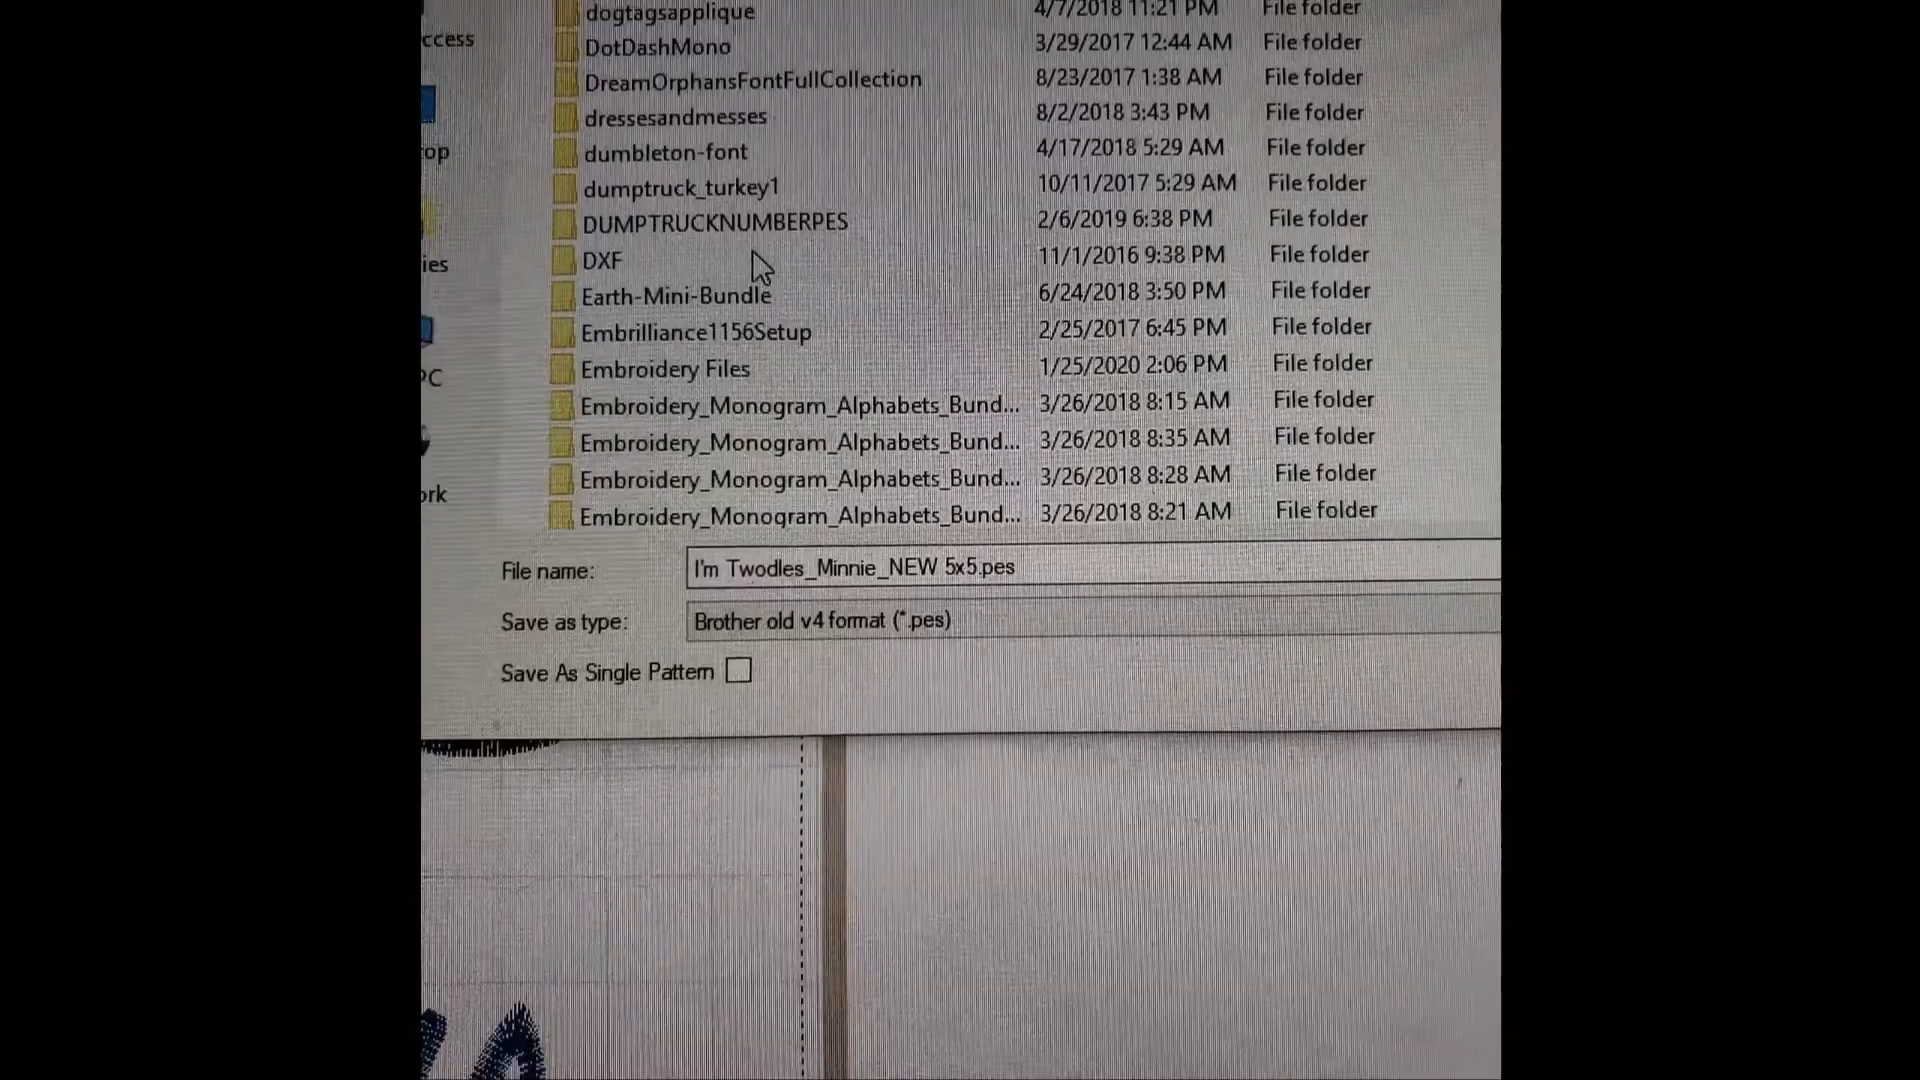 ccess
dogtagsapplique 4/7/2018 11:21 PM File folder
DotDashMono 3/29/2017 12:44 AM File folder
DreamOrphansFontFullCollection 8/23/2017 1:38 AM File folder
dressesandmesses 8/2/2018 3:43 PM File folder
top dumbleton-font 4/17/2018 5:29 AM File folder
dumptruck_turkey1 10/11/2017 5:29 AM File folder
DUMPTRUCKNUMBERPES 2/6/2019 6:38 PM File folder
ies DXF 11/1/2016 9:38 PM File folder
Earth-Mini-Bundle 6/24/2018 3:50 PM File folder
Embrilliance1156Setup 2/25/2017 6:45 PM File folder
PC Embroidery Files 1/25/2020 2:06 PM File folder
Embroidery_Monogram_Alphabets_Bund... 3/26/2018 8:15 AM File folder
Embroidery_Monogram_Alphabets_Bund... 3/26/2018 8:35 AM File folder
ork Embroidery_Monogram_Alphabets_Bund... 3/26/2018 8:28 AM File folder
Embroidery_Monogram_Alphabets_Bund... 3/26/2018 8:21 AM File folder
File name: I'm Twodles_Minnie_NEW 5x5.pes
Save as type: Brother old v4 format (*.pes)
Save As Single Pattern